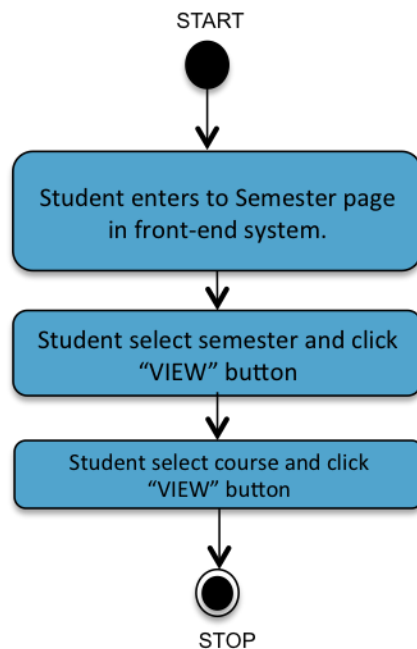 START
Student enters to Semester page
in front-end system.
Student select semester and click
“VIEW” button
Student select course and click
“VIEW” button
STOP